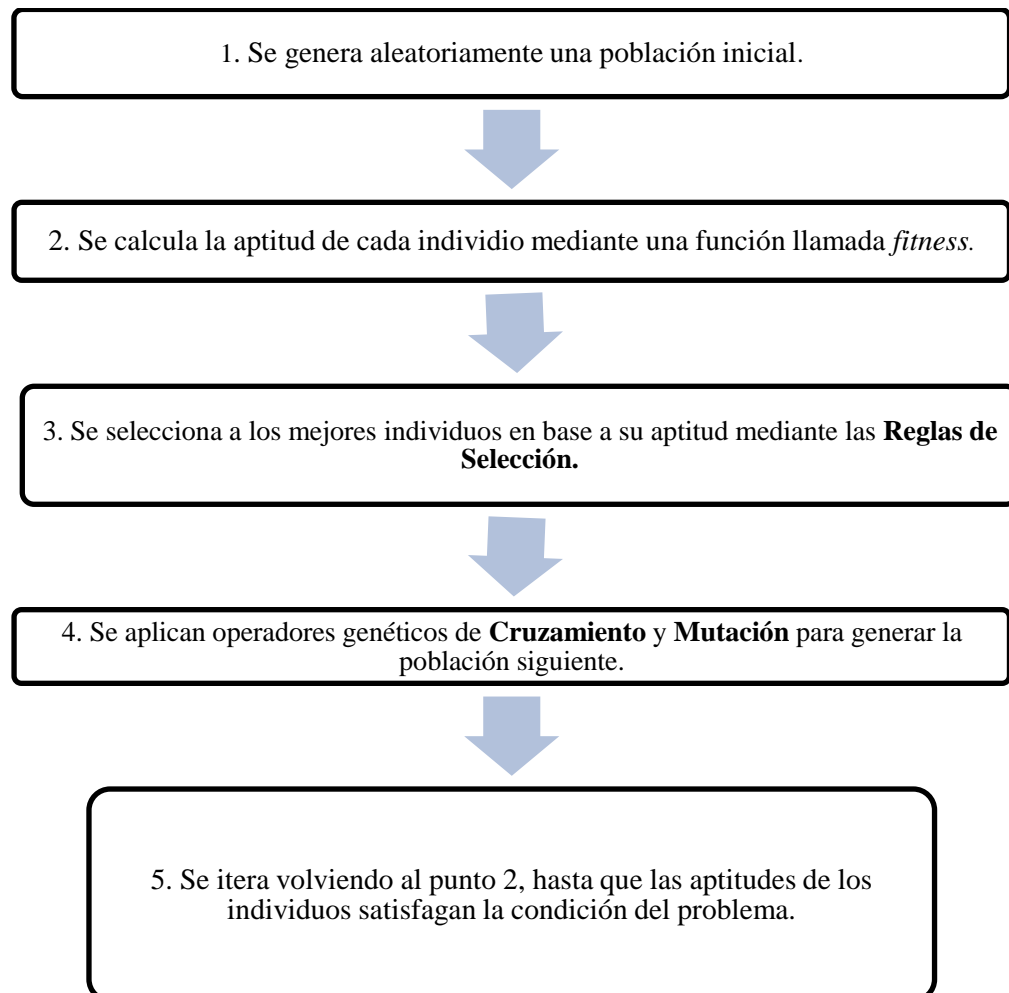 1. Se genera aleatoriamente una población inicial.
2. Se calcula la aptitud de cada individio mediante una función llamada fitness.
3. Se selecciona a los mejores individuos en base a su aptitud mediante las Reglas de
Selección.
4. Se aplican operadores genéticos de Cruzamiento y Mutación para generar la
población siguiente.
5. Se itera volviendo al punto 2, hasta que las aptitudes de los
individuos satisfagan la condición del problema.